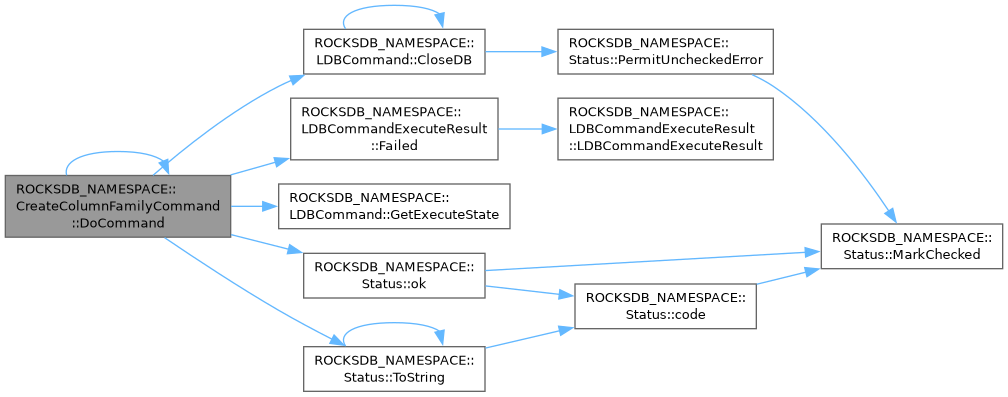 ROCKSDB_NAMESPACE::
LDBCommand::CloseDB
ROCKSDB_NAMESPACE::
Status::PermitUncheckedError
ROCKSDB_NAMESPACE::
LDBCommandExecuteResult
::Failed
ROCKSDB_NAMESPACE::
LDBCommandExecuteResult
::LDBCommandExecuteResult
ROCKSDB_NAMESPACE::
CreateColumnFamilyCommand
::DoCommand
ROCKSDB_NAMESPACE::
LDBCommand::GetExecuteState
ROCKSDB_NAMESPACE::
Status::MarkChecked
ROCKSDB_NAMESPACE::
Status::ok
ROCKSDB_NAMESPACE::
Status::code
ROCKSDB_NAMESPACE::
Status::ToString